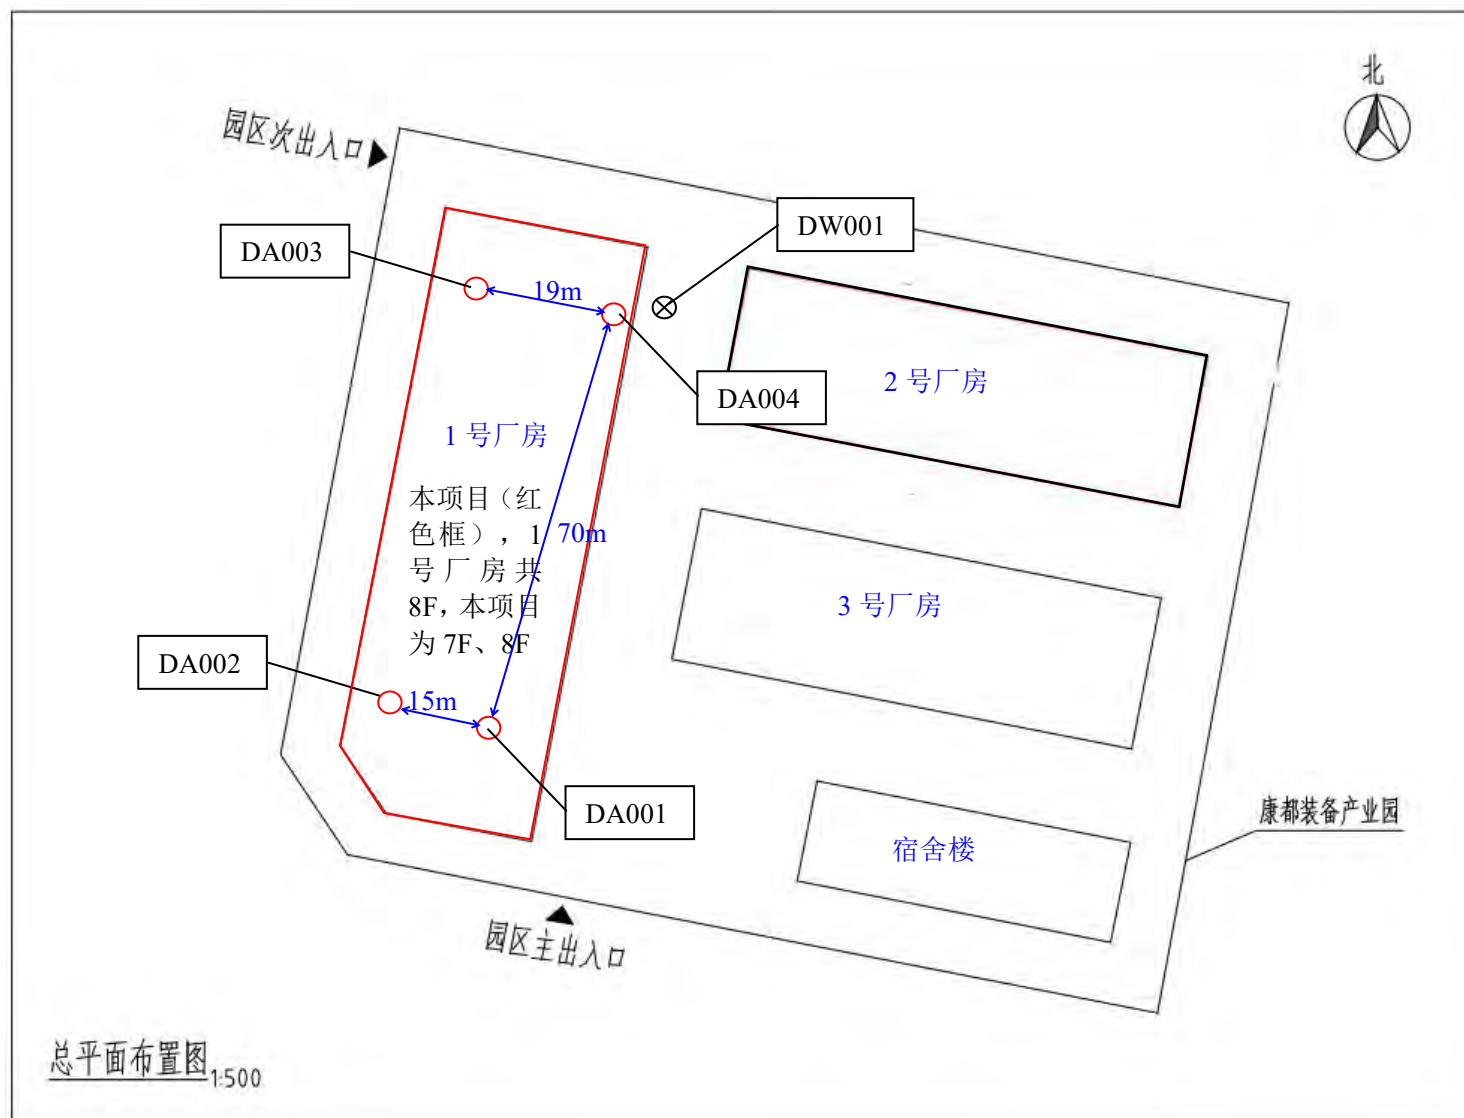 北
园区次出入口
DW001
DA003
19m
2 号厂房
DA004
1 号厂房
本项目（红
色框），1
号厂房共
8F，本项目
为 7F、8F
70m
3 号厂房
DA002
15m
DA001
康都装备产业园
宿舍楼
园区主出入口
总平面布置图 1:500